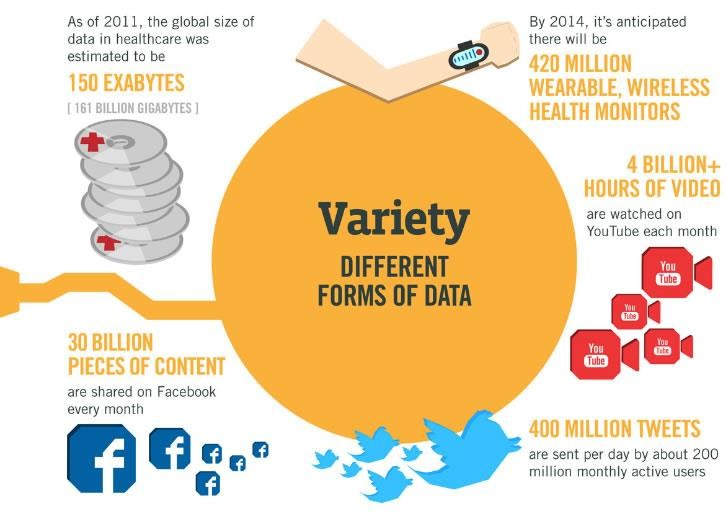 As of 2011, the global size of
data in healthcare was
estimated to be
150 EXABYTES
[ 161 BILLION GIGABYTES ]
By 2014, it's anticipated
there will be
420 MILLION
WEARABLE, WIRELESS
HEALTH MONITORS
4 BILLION+
HOURS OF VIDEO
are watched on
YouTube each month
You
Tube
You
Tube
You
Tube
You
Tube
Variety
DIFFERENT
FORMS OF DATA
30 BILLION
PIECES OF CONTENT
are shared on Facebook
every month
f
f
f
f
f
f
400 MILLION TWEETS
are sent per day by about 200
million monthly active users